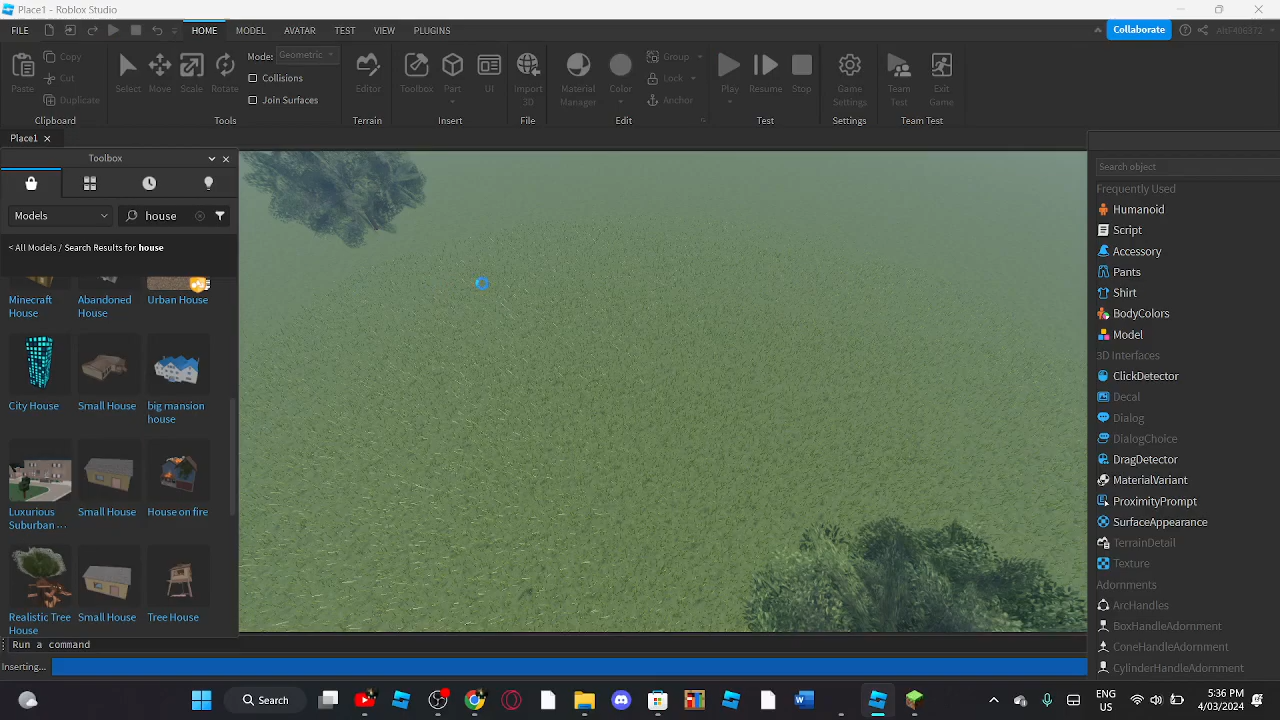 Place1 - Roblox Studio
FILE
HOME
MODEL
AVATAR
TEST
VIEW
PLUGINS
Collaborate
AltF406372
Paste
Copy
Cut
Duplicate
Clipboard
Select
Move
Scale
Rotate
Mode: Geometric
Collisions
Join Surfaces
Tools
Editor
Terrain
Toolbox
Part
UI
Insert
Import
3D
File
Material
Manager
Color
Group
Lock
Anchor
Edit
Play
Resume
Stop
Test
Game
Settings
Settings
Team
Test
Exit
Game
Team Test
Place1
Toolbox
Models
house
< All Models / Search Results for house
Minecraft
House
Abandoned
House
Urban House
City House
Small House
big mansion
house
Luxurious
Suburban ...
Small House
House on fire
Realistic Tree
House
Small House
Tree House
Run a command
Inserting...
Search object
Frequently Used
Humanoid
Script
Accessory
Pants
Shirt
BodyColors
Model
3D Interfaces
ClickDetector
Decal
Dialog
DialogChoice
DragDetector
MaterialVariant
ProximityPrompt
SurfaceAppearance
TerrainDetail
Texture
Adornments
ArcHandles
BoxHandleAdornment
ConeHandleAdornment
CylinderHandleAdornment
Search
ENG
US
5:36 PM
4/03/2024